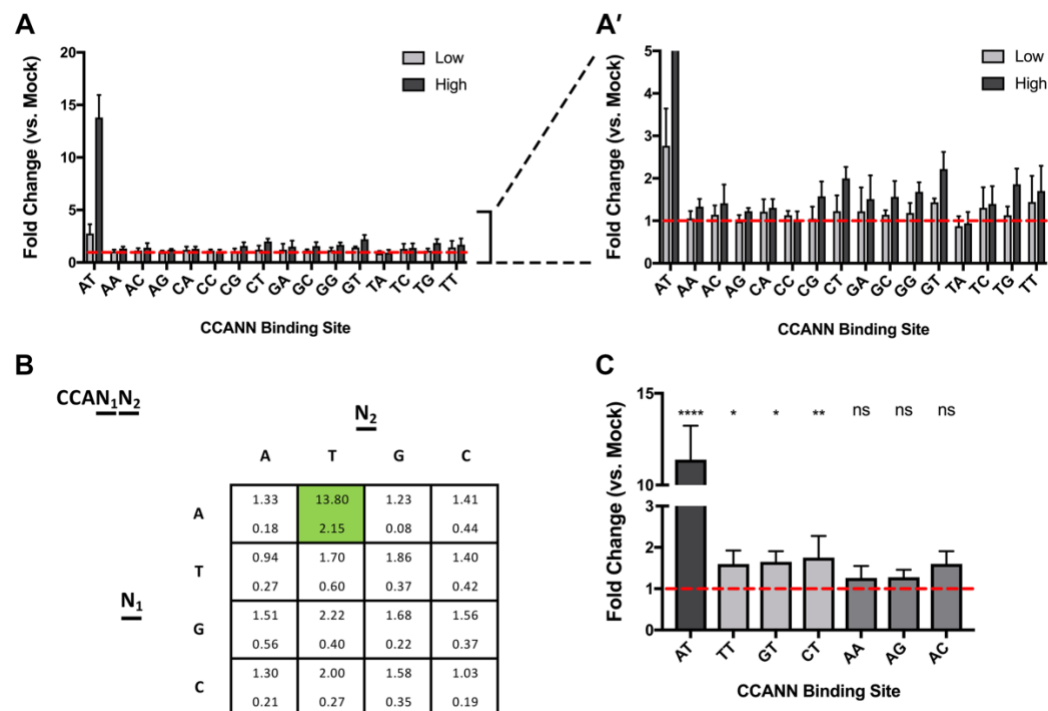 A
Fold Change (vs. Mock)
20
15
10
5
0
Low
High
AT AA AC AG CA CC CG CT GA GC GG GT TA TC TG TT
CCANN Binding Site
A′
Fold Change (vs. Mock)
5
4
3
2
1
0
Low
High
AT AA AC AG CA CC CG CT GA GC GG GT TA TC TG TT
CCANN Binding Site
B
CCAN1N2
N2
A T G C
N1
A
1.33 13.80 1.23 1.41
0.18 2.15 0.08 0.44
T
0.94 1.70 1.86 1.40
0.27 0.60 0.37 0.42
G
1.51 2.22 1.68 1.56
0.56 0.40 0.22 0.37
C
1.30 2.00 1.58 1.03
0.21 0.27 0.35 0.19
C
Fold Change (vs. Mock)
15
10
3
2
1
0
**** * * ** ns ns ns
AT TT GT CT AA AG AC
CCANN Binding Site